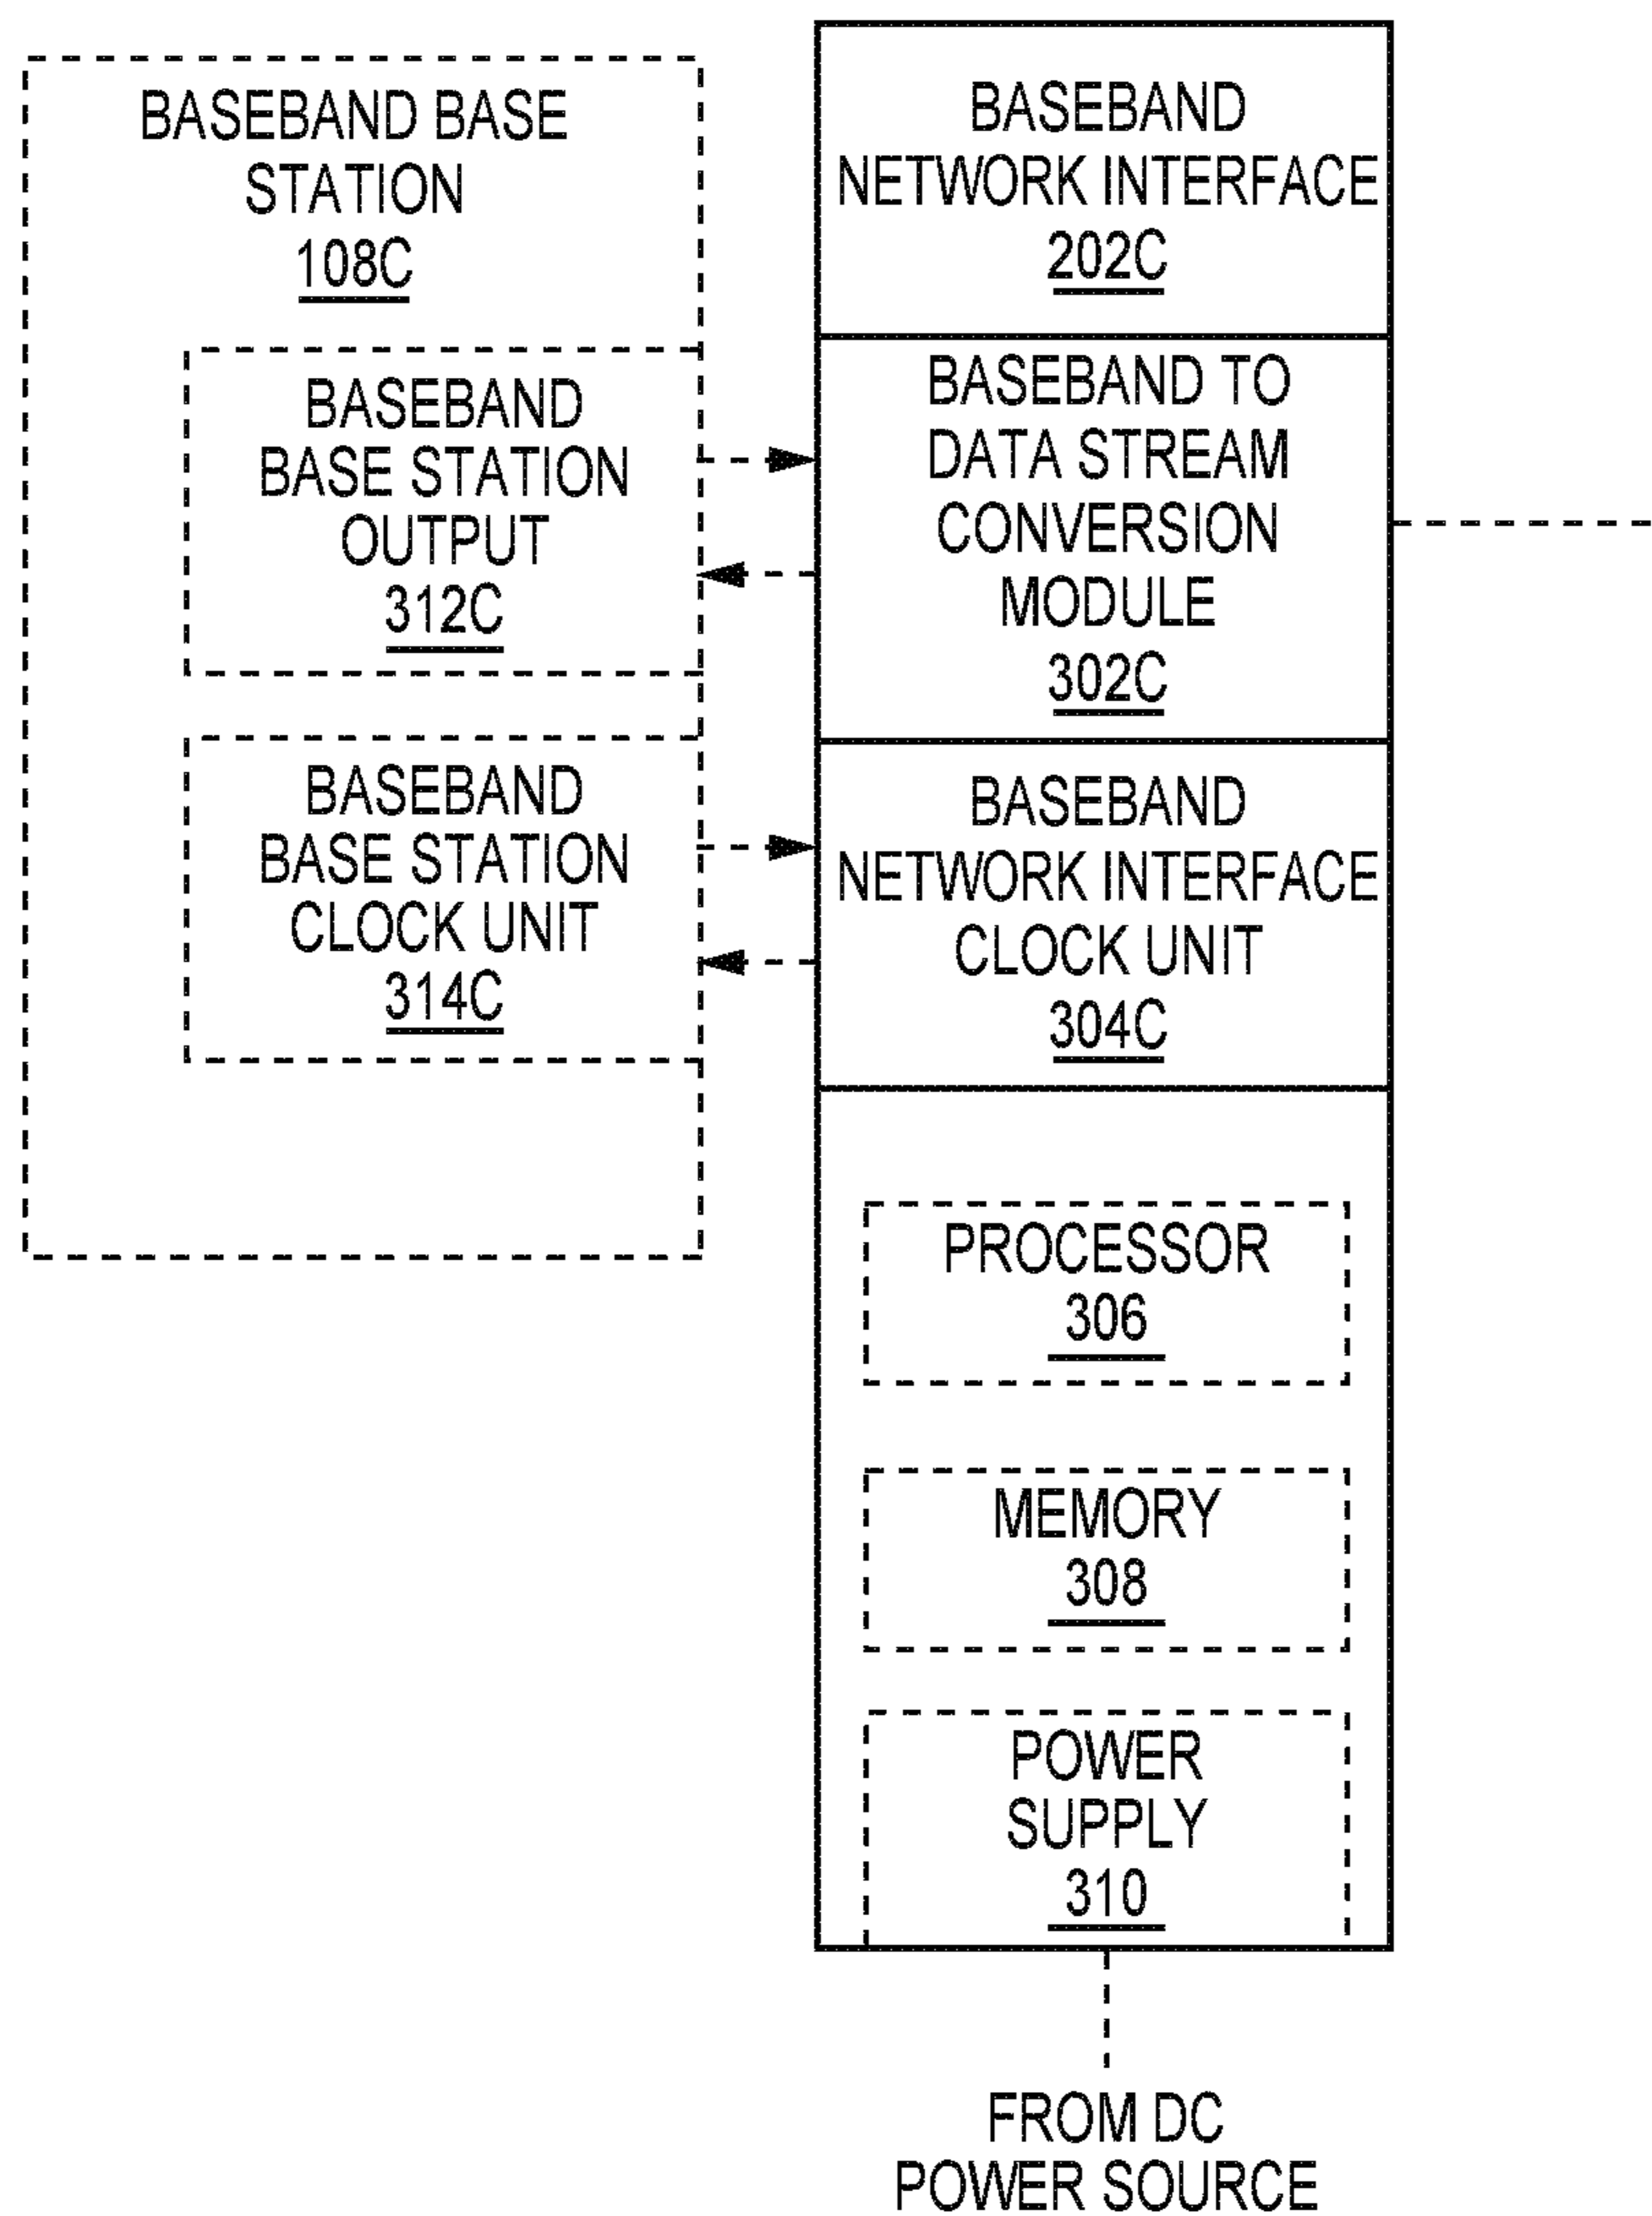 BASEBAND BASE
STATION
108C
BASEBAND
BASE STATION
OUTPUT
312C
BASEBAND
BASE STATION
CLOCK UNIT
314C
BASEBAND
NETWORK INTERFACE
202C
BASEBAND TO
DATA STREAM
CONVERSION
MODULE
302C
BASEBAND
NETWORK INTERFACE
CLOCK UNIT
304C
PROCESSOR
306
MEMORY
308
POWER
SUPPLY
310
FROM DC
POWER SOURCE